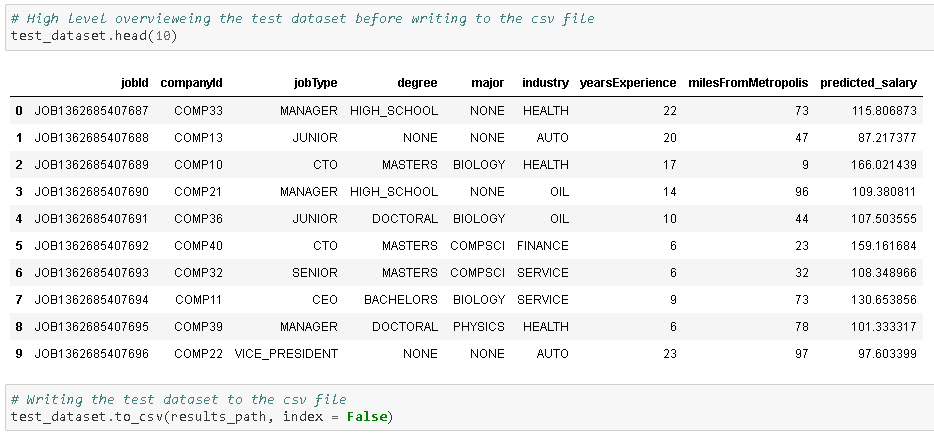 # High level overvieweing the test dataset before writing to the csv file
test_dataset.head(10)
jobId companyId jobType degree major industry yearsExperience milesFromMetropolis predicted_salary
0 JOB1362685407687 COMP33 MANAGER HIGH_SCHOOL NONE HEALTH 22 73 115.806873
1 JOB1362685407688 COMP13 JUNIOR NONE NONE AUTO 20 47 87.217377
2 JOB1362685407689 COMP10 CTO MASTERS BIOLOGY HEALTH 17 9 166.021439
3 JOB1362685407690 COMP21 MANAGER HIGH_SCHOOL NONE OIL 14 96 109.380811
4 JOB1362685407691 COMP36 JUNIOR DOCTORAL BIOLOGY OIL 10 44 107.503555
5 JOB1362685407692 COMP40 CTO MASTERS COMPSCI FINANCE 6 23 159.161684
6 JOB1362685407693 COMP32 SENIOR MASTERS COMPSCI SERVICE 6 32 108.348966
7 JOB1362685407694 COMP11 CEO BACHELORS BIOLOGY SERVICE 9 73 130.653856
8 JOB1362685407695 COMP39 MANAGER DOCTORAL PHYSICS HEALTH 6 78 101.333317
9 JOB1362685407696 COMP22 VICE_PRESIDENT NONE NONE AUTO 23 97 97.603399
# Writing the test dataset to the csv file
test_dataset.to_csv(results_path, index = False)